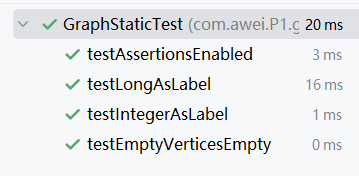 GraphStaticTest (com.awei.P1.g 20 ms
testAssertionsEnabled 3 ms
testLongAsLabel 16 ms
testIntegerAsLabel 1 ms
testEmptyVerticesEmpty 0 ms